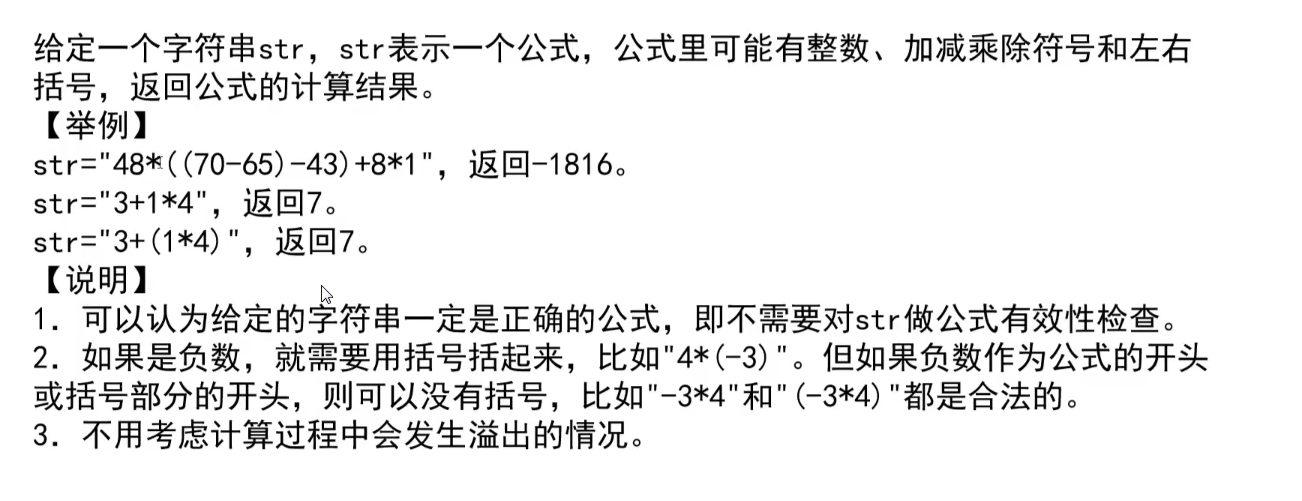 给定一个字符串str，str表示一个公式，公式里可能有整数、加减乘除符号和左右
括号，返回公式的计算结果。
【举例】
str="48*((70-65)-43)+8*1"，返回-1816。
str="3+1*4"，返回7。
str="3+(1*4)"，返回7。
【说明】
1. 可以认为给定的字符串一定是正确的公式，即不需要对str做公式有效性检查。
2. 如果是负数，就需要用括号括起来，比如"4*(-3)"。但如果负数作为公式的开头
或括号部分的开头，则可以没有括号，比如"-3*4"和"(-3*4)"都是合法的。
3. 不用考虑计算过程中会发生溢出的情况。